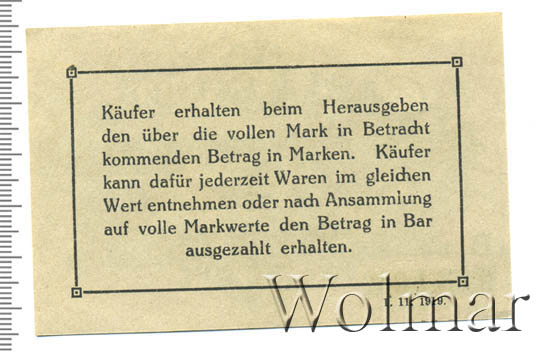 Käufer erhalten beim Herausgeben
den über die vollen Mark in Betracht
kommenden Betrag in Marken. Käufer
kann dafür jederzeit Waren im gleichen
Wert entnehmen oder nach Ansammlung
auf volle Markwerte den Betrag in Bar
ausgezahlt erhalten.
1. 11. 1919.
Wolmar